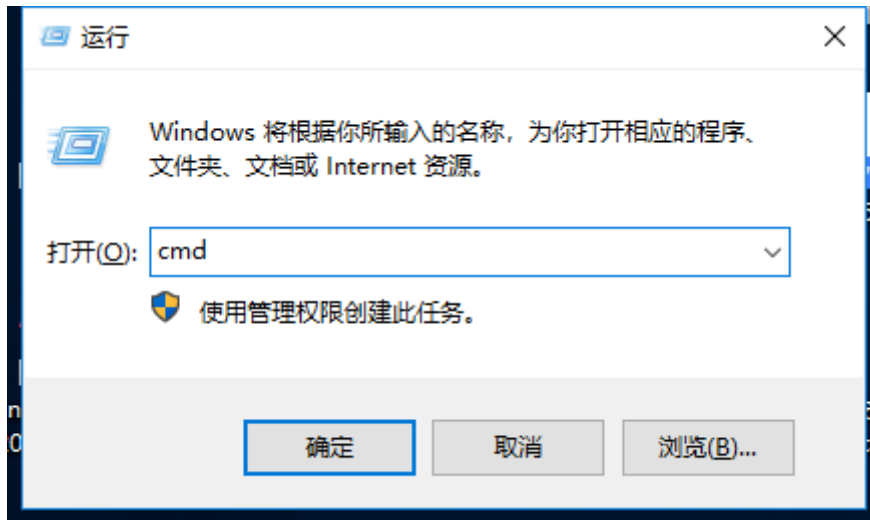 运行
Windows 将根据你所输入的名称，为你打开相应的程序、
文件夹、文档或 Internet 资源。
打开(O): cmd
使用管理权限创建此任务。
确定 取消 浏览(B)...